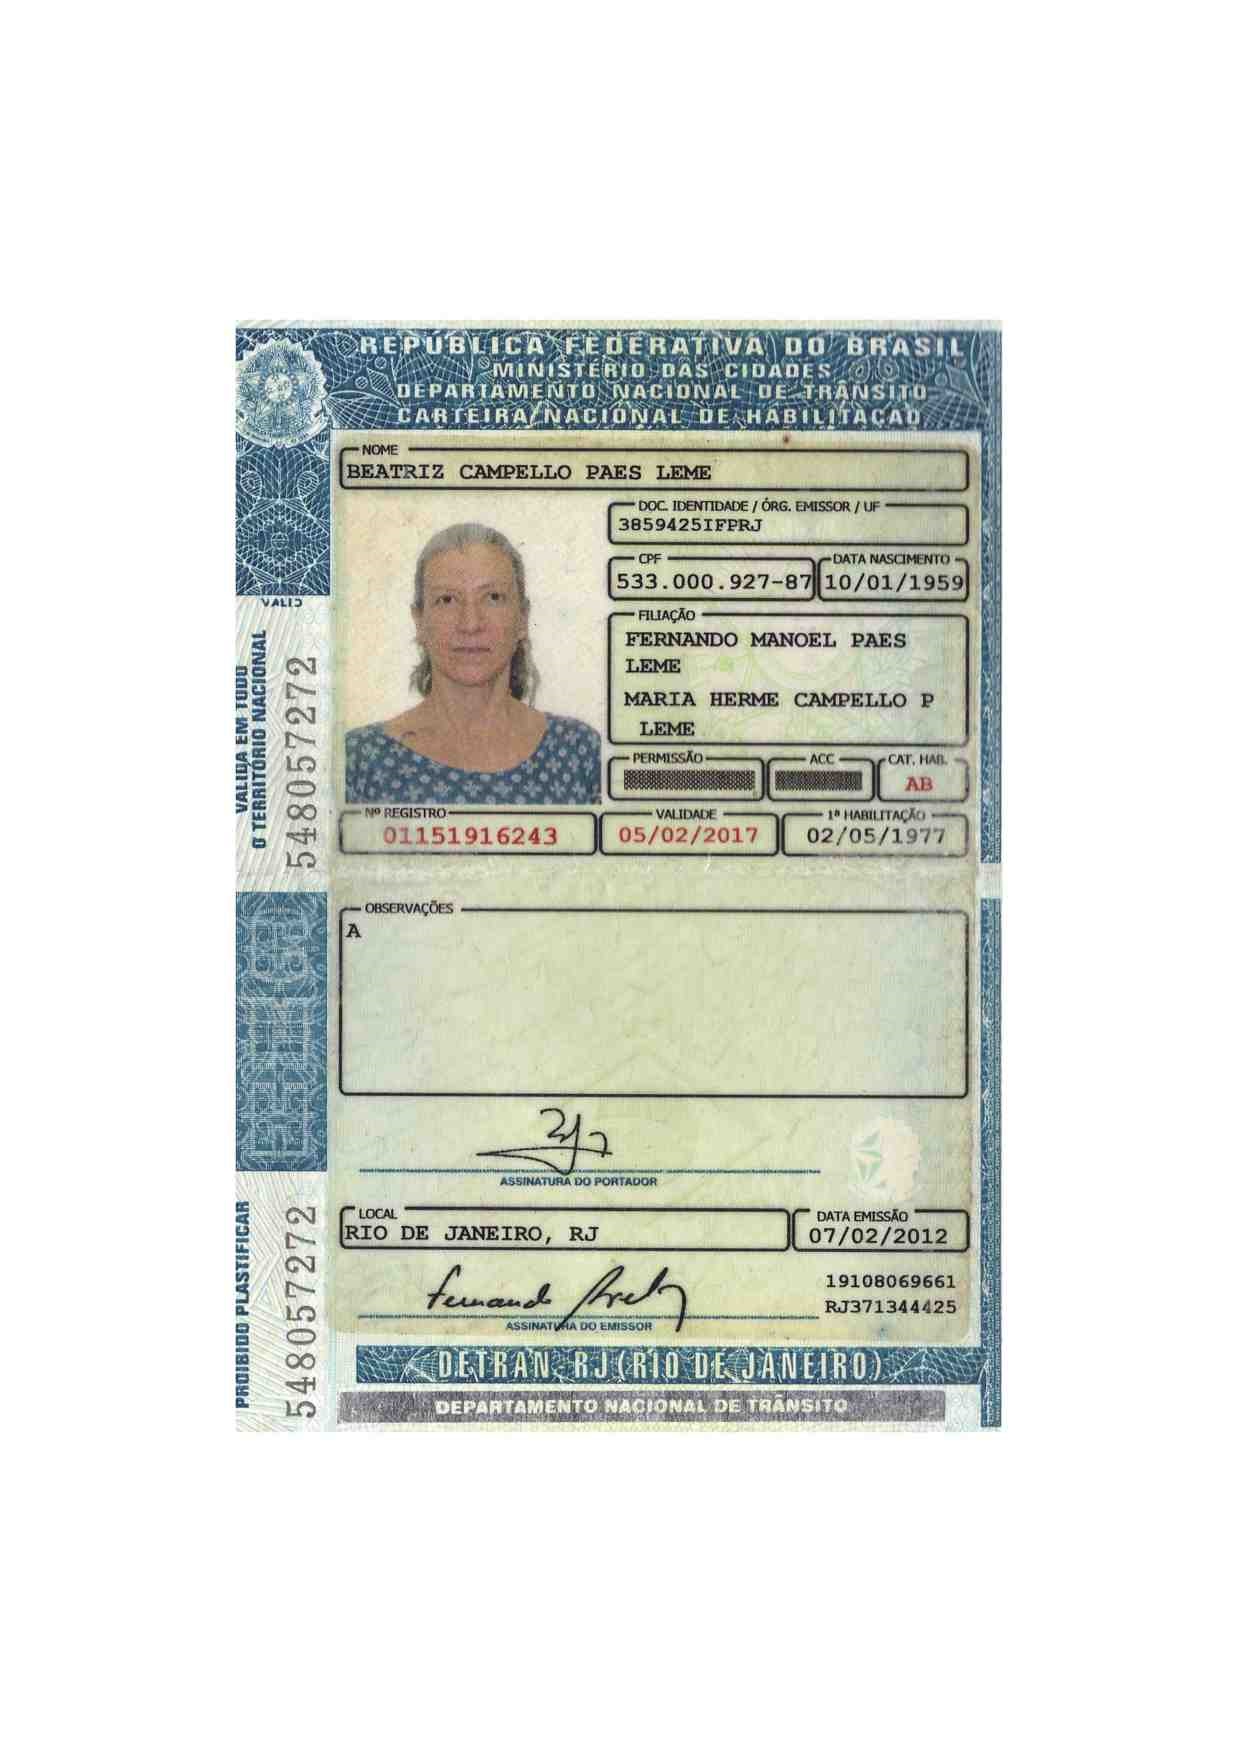 REPÚBLICA FEDERATIVA DO BRASIL
MINISTÉRIO DAS CIDADES
DEPARTAMENTO NACIONAL DE TRÂNSITO
CARTEIRA NACIONAL DE HABILITAÇÃO
NOME
BEATRIZ CAMPELLO PAES LEME
DOC. IDENTIDADE / ÓRG. EMISSOR / UF
3859425IFPRJ
CPF
533.000.927-87
DATA NASCIMENTO
10/01/1959
FILIAÇÃO
FERNANDO MANOEL PAES
LEME
MARIA HERME CAMPELLO P
LEME
PERMISSÃO
ACC
CAT. HAB.
AB
Nº REGISTRO
01151916243
VALIDADE
05/02/2017
1ª HABILITAÇÃO
02/05/1977
VALID
VÁLIDA EM TODO
O TERRITÓRIO NACIONAL
548057272
OBSERVAÇÕES
A
ASSINATURA DO PORTADOR
LOCAL
RIO DE JANEIRO, RJ
DATA EMISSÃO
07/02/2012
19108069661
RJ371344425
ASSINATURA DO EMISSOR
PROIBIDO PLASTIFICAR
548057272
DETRAN, RJ (RIO DE JANEIRO)
DEPARTAMENTO NACIONAL DE TRÂNSITO